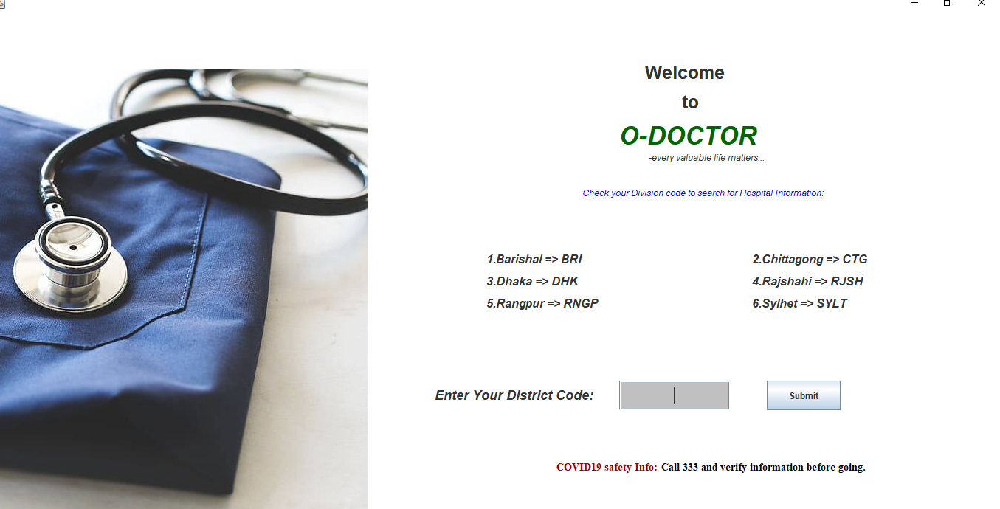 Welcome
to
O-DOCTOR
-every valuable life matters...
Check your Division code to search for Hospital Information:
1.Barishal => BRI
2.Chittagong => CTG
3.Dhaka => DHK
4.Rajshahi => RJSH
5.Rangpur => RNGP
6.Sylhet => SYLT
Enter Your District Code:
Submit
COVID19 safety Info: Call 333 and verify information before going.